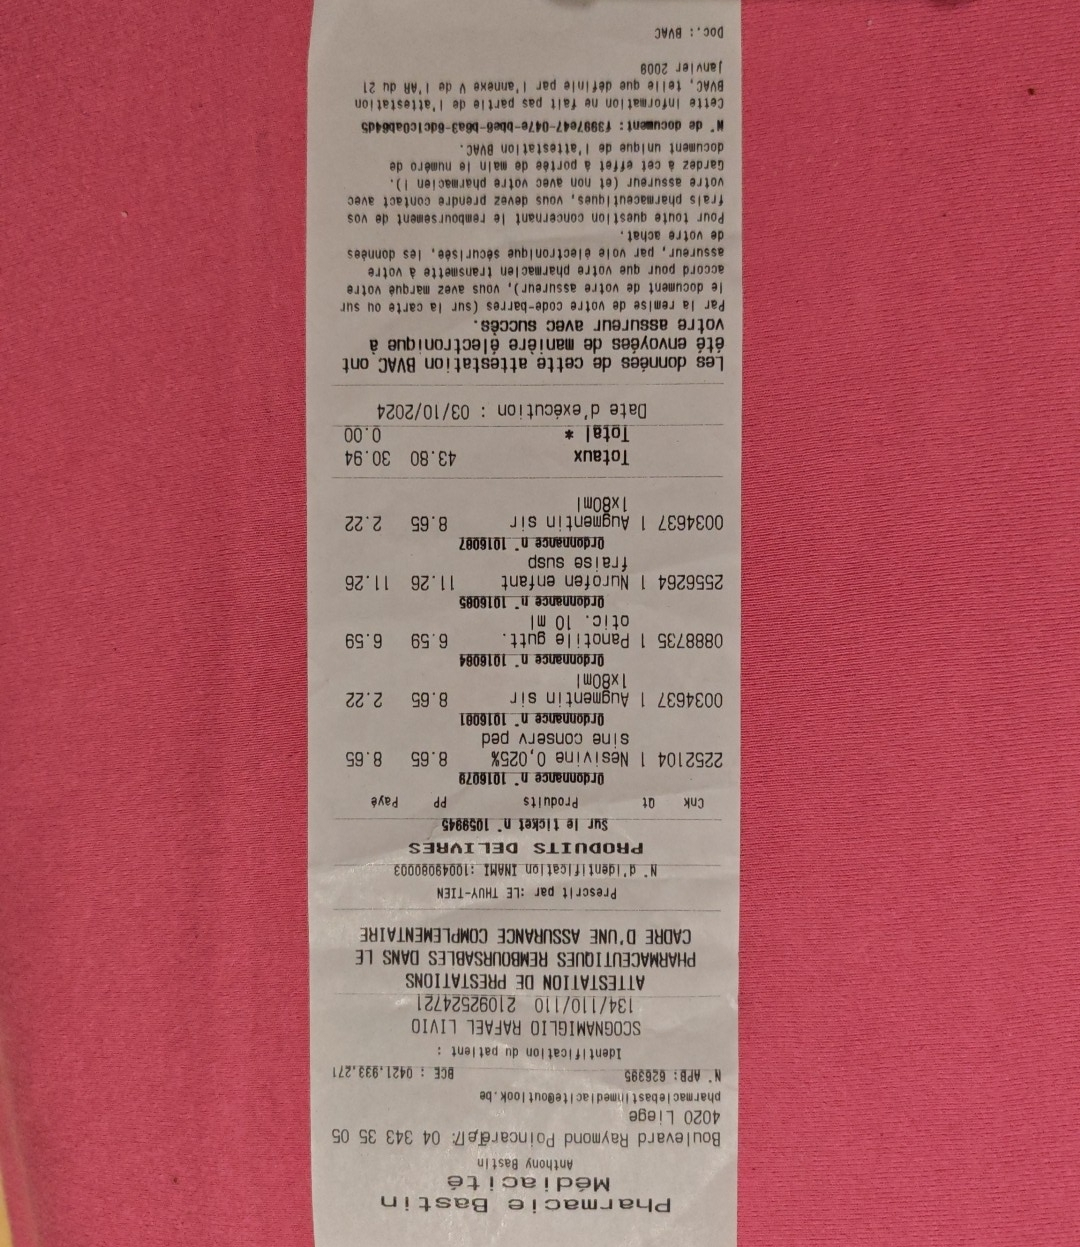 Pharmacie Bastin
Médiacité
Anthony Bastin
Boulevard Raymond Poincaré, 7 04 343 35 05
4020 Liege
pharmaciebastinmediacite@outlook.be
N° APB: 626395 BCE : 0421.933.271
Identification du patient :
SCOGNAMIGLIO RAFAEL LIVIO
134/110/110 21092524721
ATTESTATION DE PRESTATIONS
PHARMACEUTIQUES REMBOURSABLES DANS LE
CADRE D'UNE ASSURANCE COMPLEMENTAIRE
Prescrit par :LE THUY-TIEN
N° d'identification INAMI :10049080003
PRODUITS DELIVRES
Sur le ticket n° 1059945
Cnk Qt Produits PP Payé
Ordonnance n° 1016079
2252104 1 Nesivine 0,025% 8.65 8.65
sine conserv ped
Ordonnance n° 1016081
0034637 1 Augmentin sir 8.65 2.22
1x80ml
Ordonnance n° 1016084
0888735 1 Panotile gutt. 6.59 6.59
otic. 10 ml
Ordonnance n° 1016085
2556264 1 Nurofen enfant 11.26 11.26
fraise susp
Ordonnance n° 1016087
0034637 1 Augmentin sir 8.65 2.22
1x80ml
Totaux 43.80 30.94
Total * 0.00
Date d'exécution : 03/10/2024
Les données de cette attestation BVAC ont
été envoyées de manière électronique à
votre assureur avec succès.
Par la remise de votre code-barres (sur la carte ou sur
le document de votre assureur), vous avez marqué votre
accord pour que votre pharmacien transmette à votre
assureur, par voie électronique sécurisée, les données
de votre achat.
Pour toute question concernant le remboursement de vos
frais pharmaceutiques, vous devez prendre contact avec
votre assureur (et non avec votre pharmacien !).
Gardez à cet effet à portée de main le numéro de
document unique de l'attestation BVAC.
N° de document: f3997e47-047e-bbe6-b6a3-6dc1c0ab64d5
Cette information ne fait pas partie de l'attestation
BVAC, telle que définie par l'annexe V de l'AR du 21
janvier 2009
Doc.: BVAC